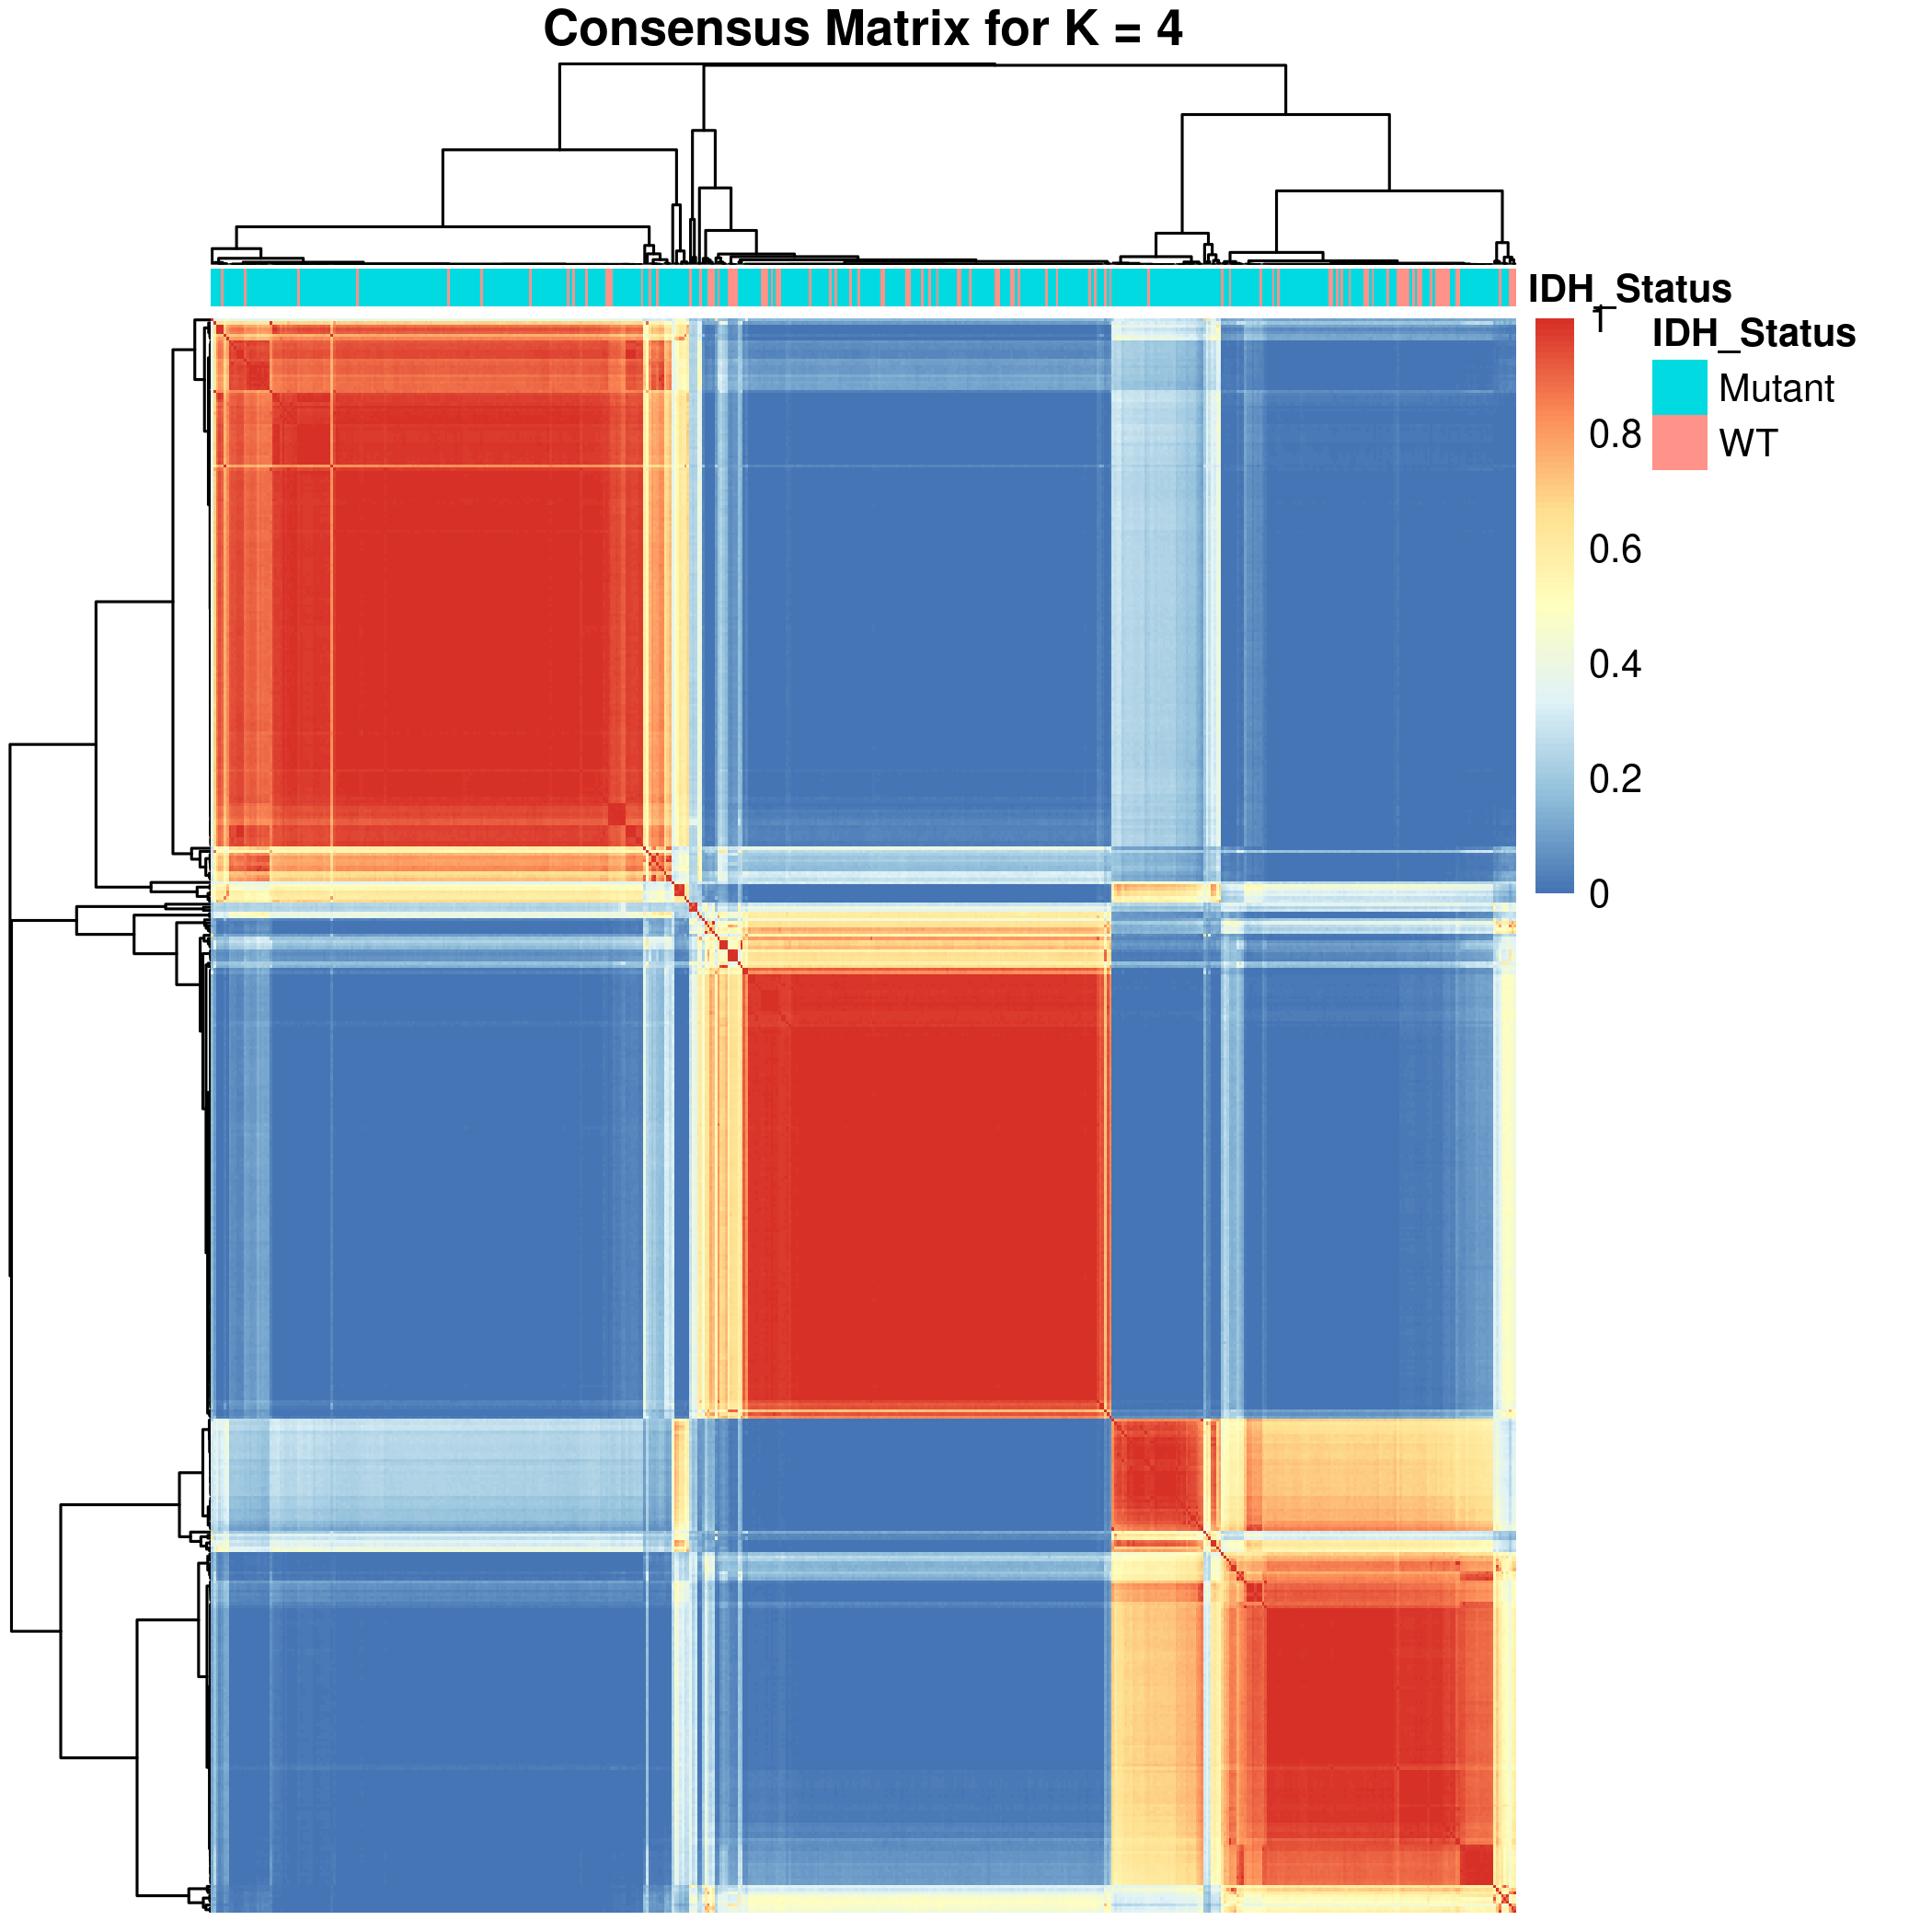 Consensus Matrix for K = 4
IDH_Status
1
IDH_Status
Mutant
0.8
WT
0.6
0.4
0.2
0